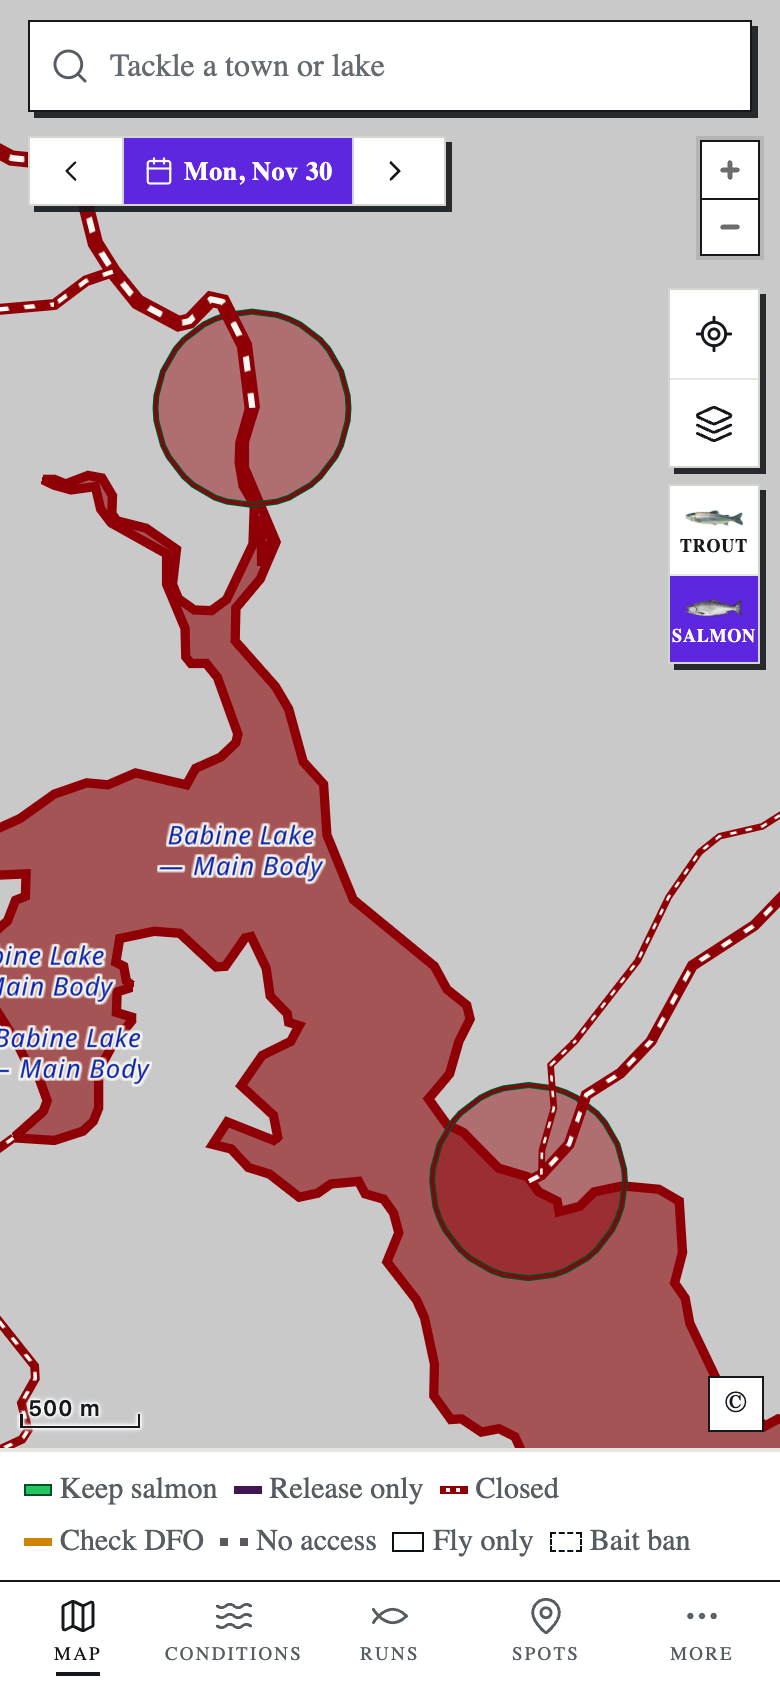 Tackle a town or lake
Mon, Nov 30
TROUT
SALMON
Babine Lake
— Main Body
bine Lake
Main Body
Babine Lake
— Main Body
500 m
©
Keep salmon
Release only
Closed
Check DFO
No access
Fly only
Bait ban
MAP
CONDITIONS
RUNS
SPOTS
MORE